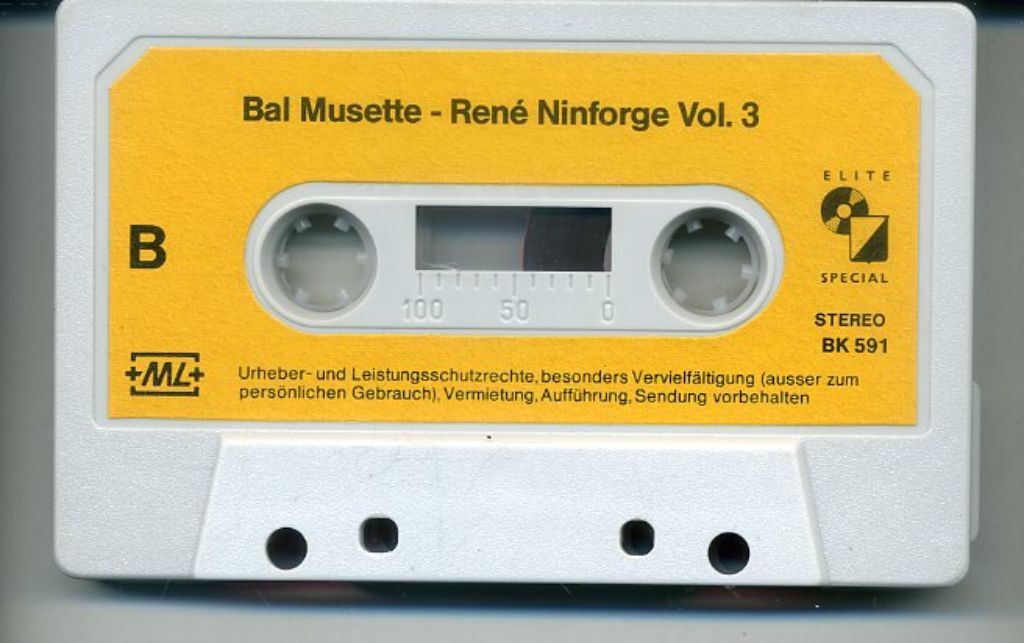 Bal Musette - René Ninforge Vol. 3
ELITE
SPECIAL
B
100 50 0
STEREO
BK 591
+ML+
Urheber- und Leistungsschutzrechte, besonders Vervielfältigung (ausser zum
persönlichen Gebrauch), Vermietung, Aufführung, Sendung vorbehalten